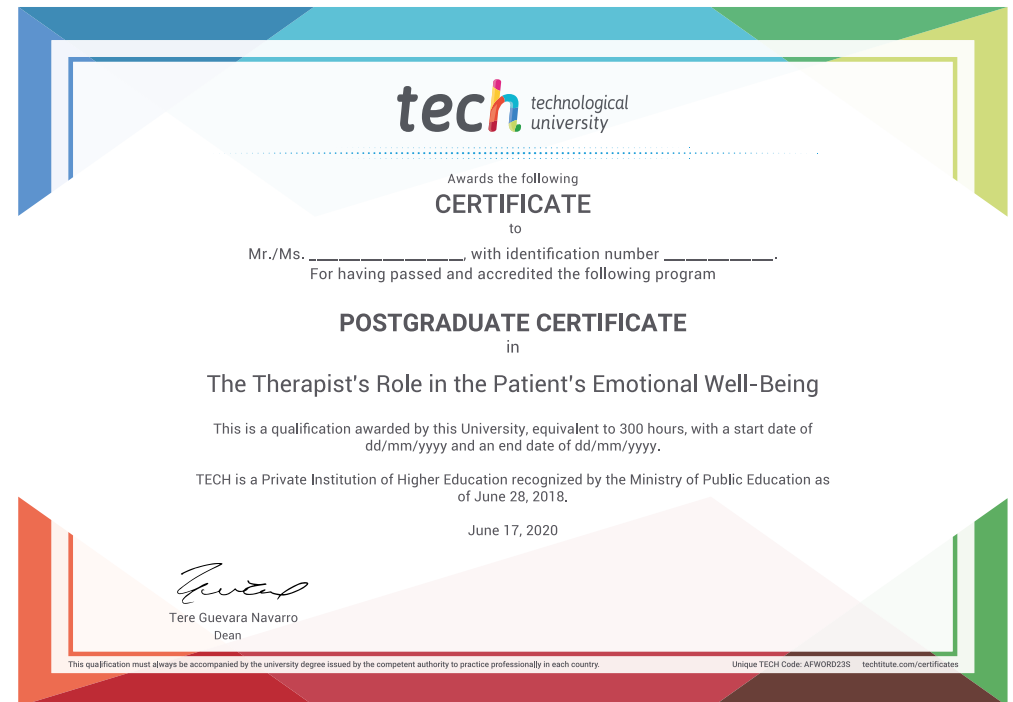 tech technological
university
Awards the following
CERTIFICATE
to
Mr./Ms. _________________, with identification number ____________.
For having passed and accredited the following program
POSTGRADUATE CERTIFICATE
in
The Therapist's Role in the Patient's Emotional Well-Being
This is a qualification awarded by this University, equivalent to 300 hours, with a start date of
dd/mm/yyyy and an end date of dd/mm/yyyy.
TECH is a Private Institution of Higher Education recognized by the Ministry of Public Education as
of June 28, 2018.
June 17, 2020
Tere Guevara Navarro
Dean
This qualification must always be accompanied by the university degree issued by the competent authority to practice professionally in each country.
Unique TECH Code: AFWORD23S techtitute.com/certificates